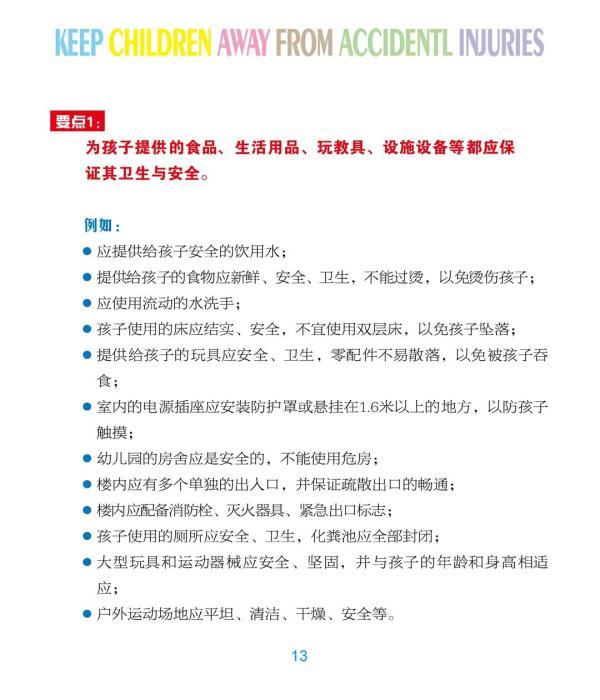 KEEP CHILDREN AWAY FROM ACCIDENTL INJURIES
要点1:
为孩子提供的食品、生活用品、玩教具、设施设备等都应保
证其卫生与安全。
例如:
● 应提供给孩子安全的饮用水;
● 提供给孩子的食物应新鲜、安全、卫生，不能过烫，以免烫伤孩子;
● 应使用流动的水洗手;
● 孩子使用的床应结实、安全，不宜使用双层床，以免孩子坠落;
● 提供给孩子的玩具应安全、卫生，零配件不易散落，以免被孩子吞
食;
● 室内的电源插座应安装防护罩或悬挂在1.6米以上的地方，以防孩子
触摸;
● 幼儿园的房舍应是安全的，不能使用危房;
● 楼内应有多个单独的出入口，并保证疏散出口的畅通;
● 楼内应配备消防栓、灭火器具、紧急出口标志;
● 孩子使用的厕所应安全、卫生，化粪池应全部封闭;
● 大型玩具和运动器械应安全、坚固，并与孩子的年龄和身高相适
应;
● 户外运动场地应平坦、清洁、干燥、安全等。
13